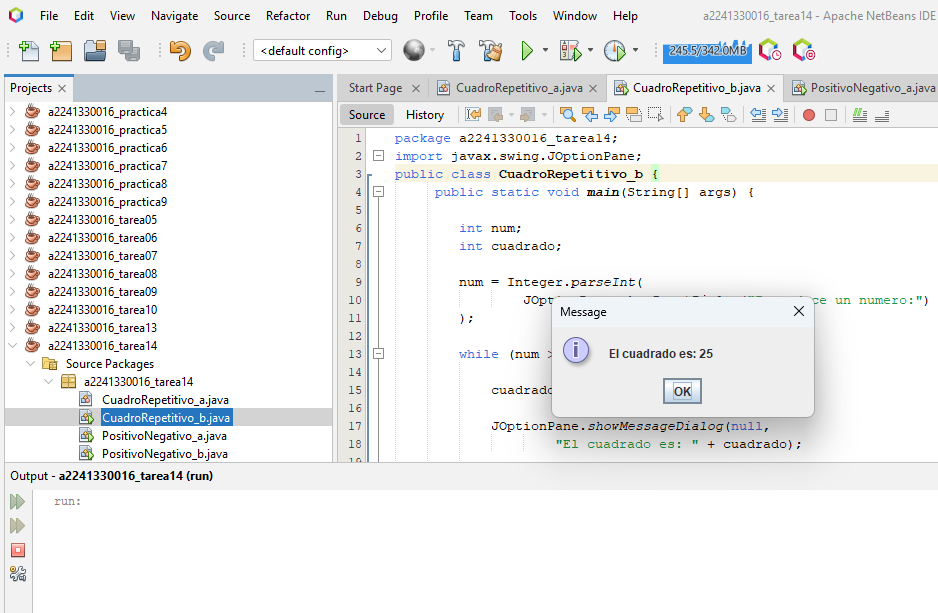 File Edit View Navigate Source Refactor Run Debug Profile Team Tools Window Help
a2241330016_tarea14 - Apache NetBeans IDE
<default config>
245.5/342.0MB
Projects
Start Page
CuadroRepetitivo_a.java
CuadroRepetitivo_b.java
PositivoNegativo_a.java
a2241330016_practica4
a2241330016_practica5
a2241330016_practica6
a2241330016_practica7
a2241330016_practica8
a2241330016_practica9
a2241330016_tarea05
a2241330016_tarea06
a2241330016_tarea07
a2241330016_tarea08
a2241330016_tarea09
a2241330016_tarea10
a2241330016_tarea13
a2241330016_tarea14
Source Packages
a2241330016_tarea14
CuadroRepetitivo_a.java
CuadroRepetitivo_b.java
PositivoNegativo_a.java
PositivoNegativo_b.java
Source History
1 package a2241330016_tarea14;
2 import javax.swing.JOptionPane;
3 public class CuadroRepetitivo_b {
4 public static void main(String[] args) {
5
6 int num;
7 int cuadrado;
8
9 num = Integer.parseInt(
10 un numero:")
11 );
12
13 while (num
14
15 cuadrado
16
17 JOptionPane.showMessageDialog(null,
18 "El cuadrado es: " + cuadrado);
19
Message
El cuadrado es: 25
OK
Output - a2241330016_tarea14 (run)
run: